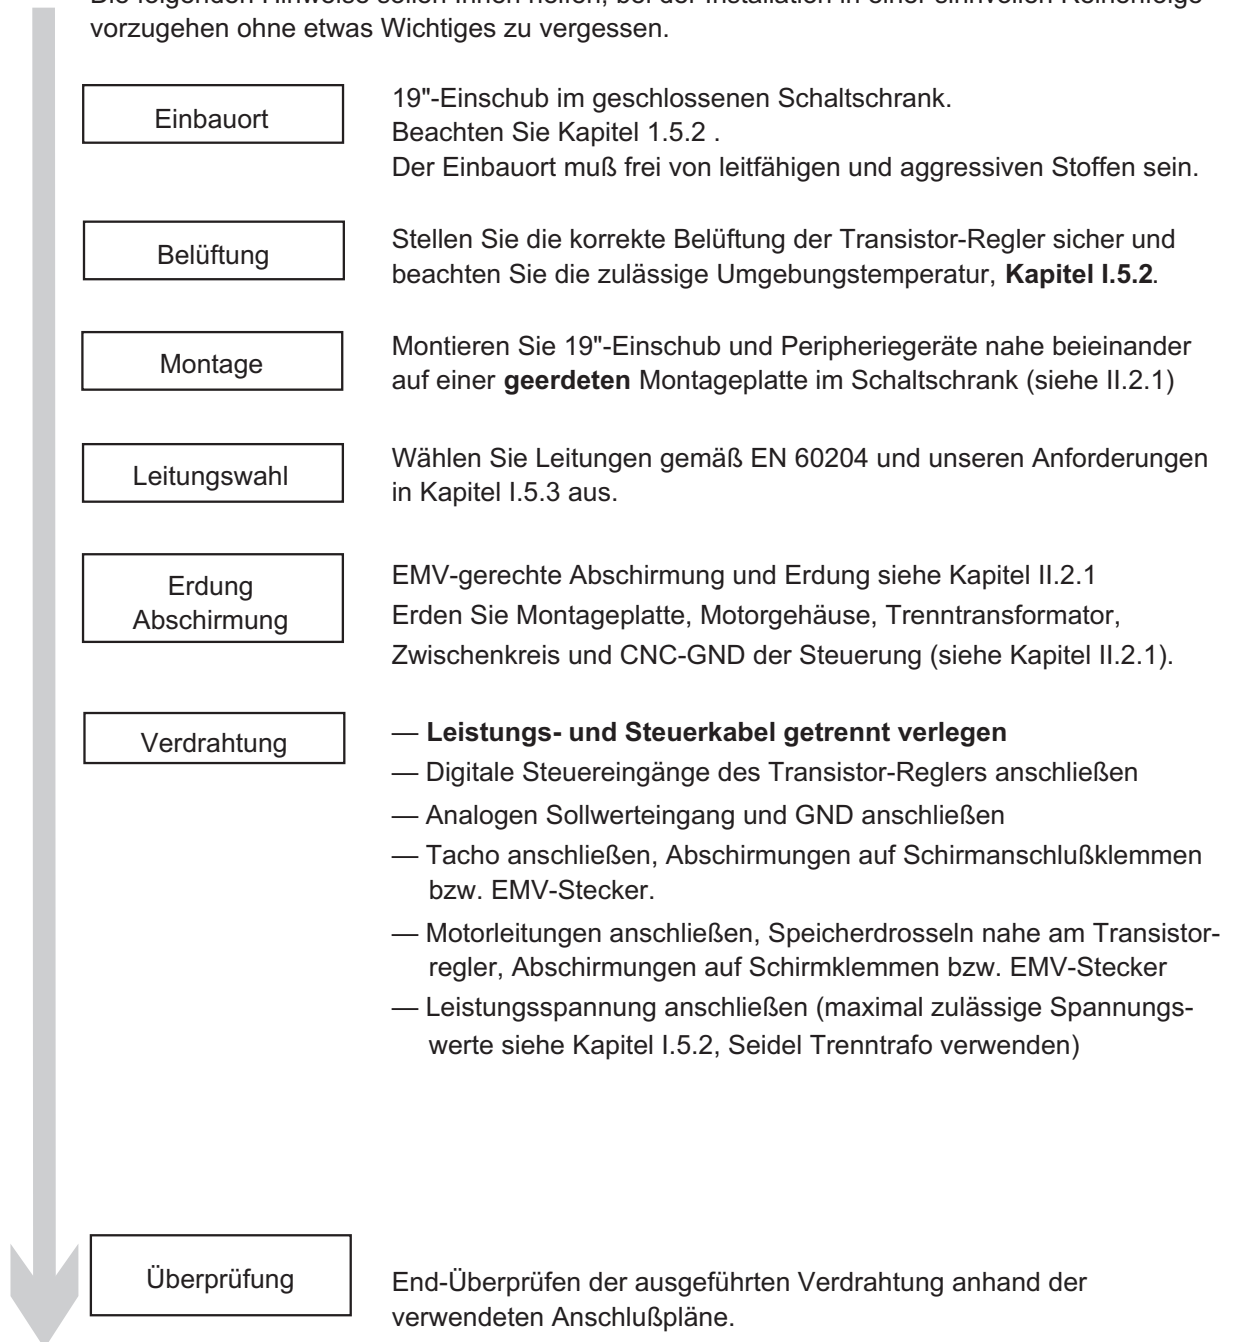 vorzugehen ohne etwas Wichtiges zu vergessen.
Einbauort
19"-Einschub im geschlossenen Schaltschrank.
Beachten Sie Kapitel 1.5.2 .
Der Einbauort muß frei von leitfähigen und aggressiven Stoffen sein.
Belüftung
Stellen Sie die korrekte Belüftung der Transistor-Regler sicher und
beachten Sie die zulässige Umgebungstemperatur, Kapitel I.5.2.
Montage
Montieren Sie 19"-Einschub und Peripheriegeräte nahe beieinander
auf einer geerdeten Montageplatte im Schaltschrank (siehe II.2.1)
Leitungswahl
Wählen Sie Leitungen gemäß EN 60204 und unseren Anforderungen
in Kapitel I.5.3 aus.
Erdung
Abschirmung
EMV-gerechte Abschirmung und Erdung siehe Kapitel II.2.1
Erden Sie Montageplatte, Motorgehäuse, Trenntransformator,
Zwischenkreis und CNC-GND der Steuerung (siehe Kapitel II.2.1).
Verdrahtung
— Leistungs- und Steuerkabel getrennt verlegen
— Digitale Steuereingänge des Transistor-Reglers anschließen
— Analogen Sollwerteingang und GND anschließen
— Tacho anschließen, Abschirmungen auf Schirmanschlußklemmen
bzw. EMV-Stecker.
— Motorleitungen anschließen, Speicherdrosseln nahe am Transistor-
regler, Abschirmungen auf Schirmklemmen bzw. EMV-Stecker
— Leistungsspannung anschließen (maximal zulässige Spannungs-
werte siehe Kapitel I.5.2, Seidel Trenntrafo verwenden)
Überprüfung
End-Überprüfen der ausgeführten Verdrahtung anhand der
verwendeten Anschlußpläne.